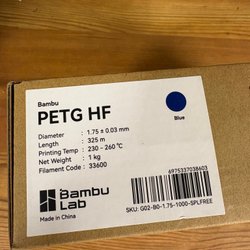 Bambu
PETG HF
Blue
Diameter : 1.75 ± 0.03 mm
Length : 325 m
Printing Temp : 230 - 260 ℃
Net Weight : 1 kg
Filament Code : 33600
Bambu
Lab
Made in China
6975337038603
SKU: G02-B0-1.75-1000-SPLFREE